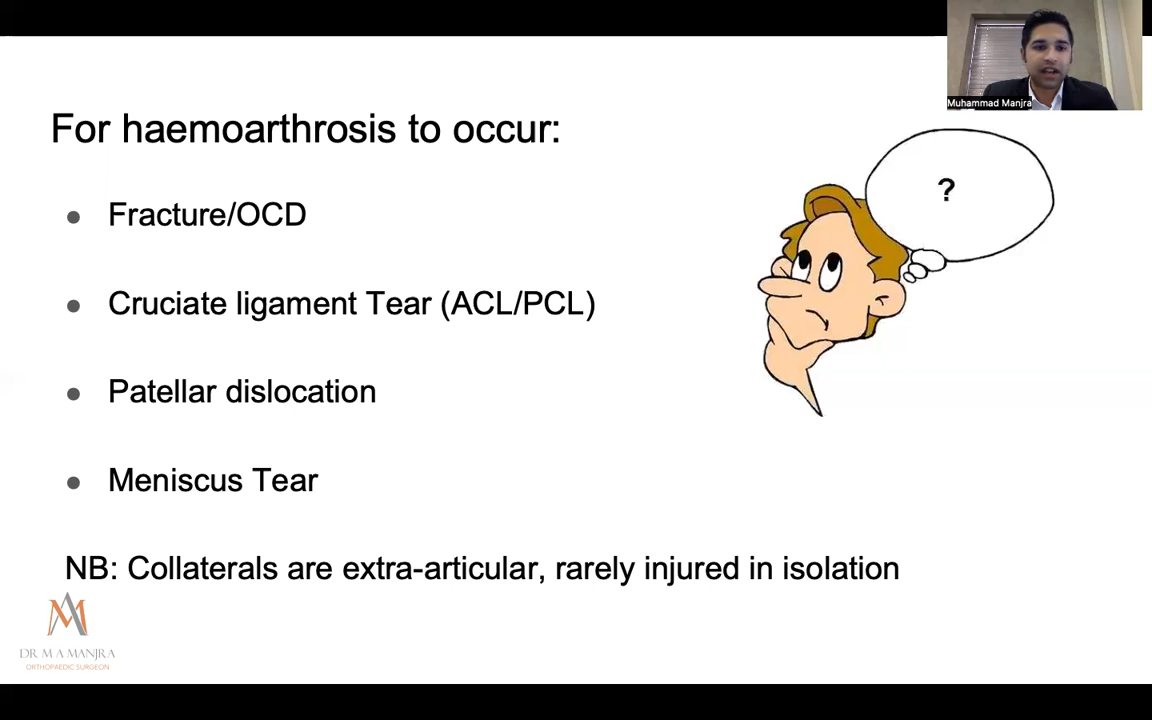 Muhammad Manjra
For haemoarthrosis to occur:
?
● Fracture/OCD
● Cruciate ligament Tear (ACL/PCL)
● Patellar dislocation
● Meniscus Tear
NB: Collaterals are extra-articular, rarely injured in isolation
DR M A MANJRA
ORTHOPAEDIC SURGEON